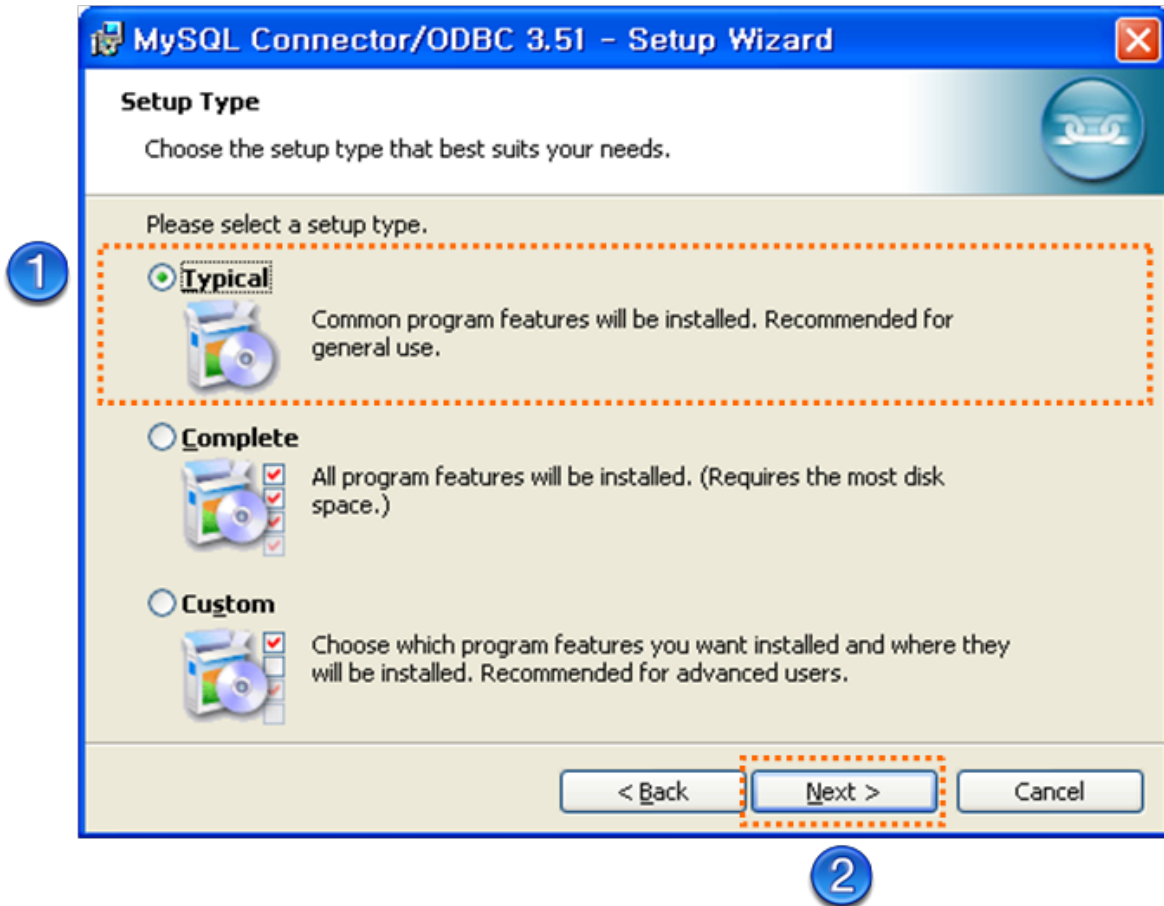 MySQL Connector/ODBC 3.51 - Setup Wizard
Setup Type
Choose the setup type that best suits your needs.
Please select a setup type.
1
Typical
Common program features will be installed. Recommended for
general use.
Complete
All program features will be installed. (Requires the most disk
space.)
Custom
Choose which program features you want installed and where they
will be installed. Recommended for advanced users.
< Back Next > Cancel
2